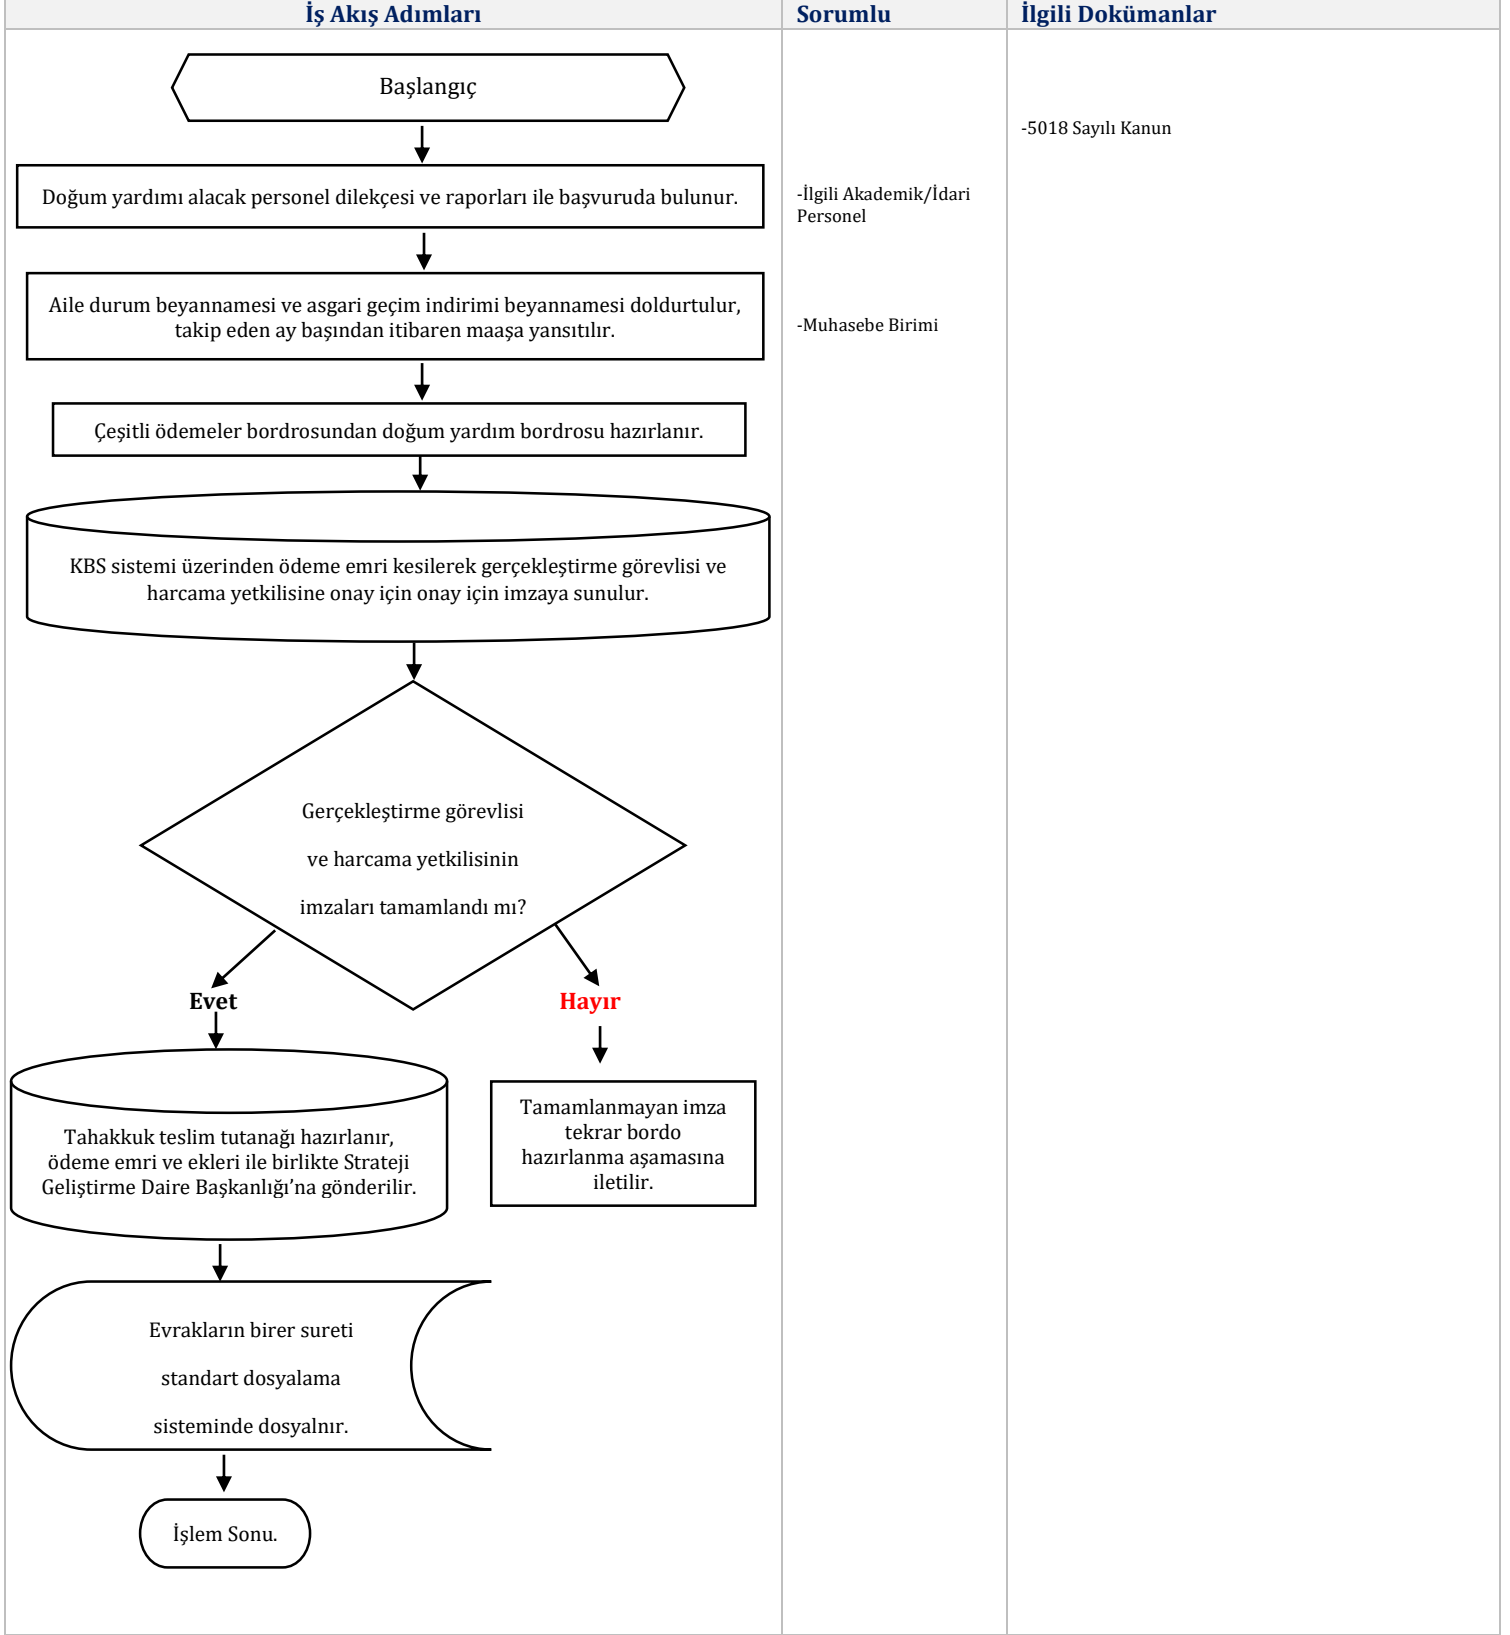 İş Akış Adımları
Sorumlu
İlgili Dokümanlar
Başlangıç
-5018 Sayılı Kanun
Doğum yardımı alacak personel dilekçesi ve raporları ile başvuruda bulunur.
-İlgili Akademik/İdari
Personel
Aile durum beyannamesi ve asgari geçim indirimi beyannamesi doldurtulur,
takip eden ay başından itibaren maaşa yansıtılır.
-Muhasebe Birimi
Çeşitli ödemeler bordrosundan doğum yardım bordrosu hazırlanır.
KBS sistemi üzerinden ödeme emri kesilerek gerçekleştirme görevlisi ve
harcama yetkilisine onay için onay için imzaya sunulur.
Gerçekleştirme görevlisi
ve harcama yetkilisinin
imzaları tamamlandı mı?
Evet
Hayır
Tahakkuk teslim tutanağı hazırlanır,
ödeme emri ve ekleri ile birlikte Strateji
Geliştirme Daire Başkanlığı’na gönderilir.
Tamamlanmayan imza
tekrar bordo
hazırlanma aşamasına
iletilir.
Evrakların birer sureti
standart dosyalama
sisteminde dosyalnır.
İşlem Sonu.